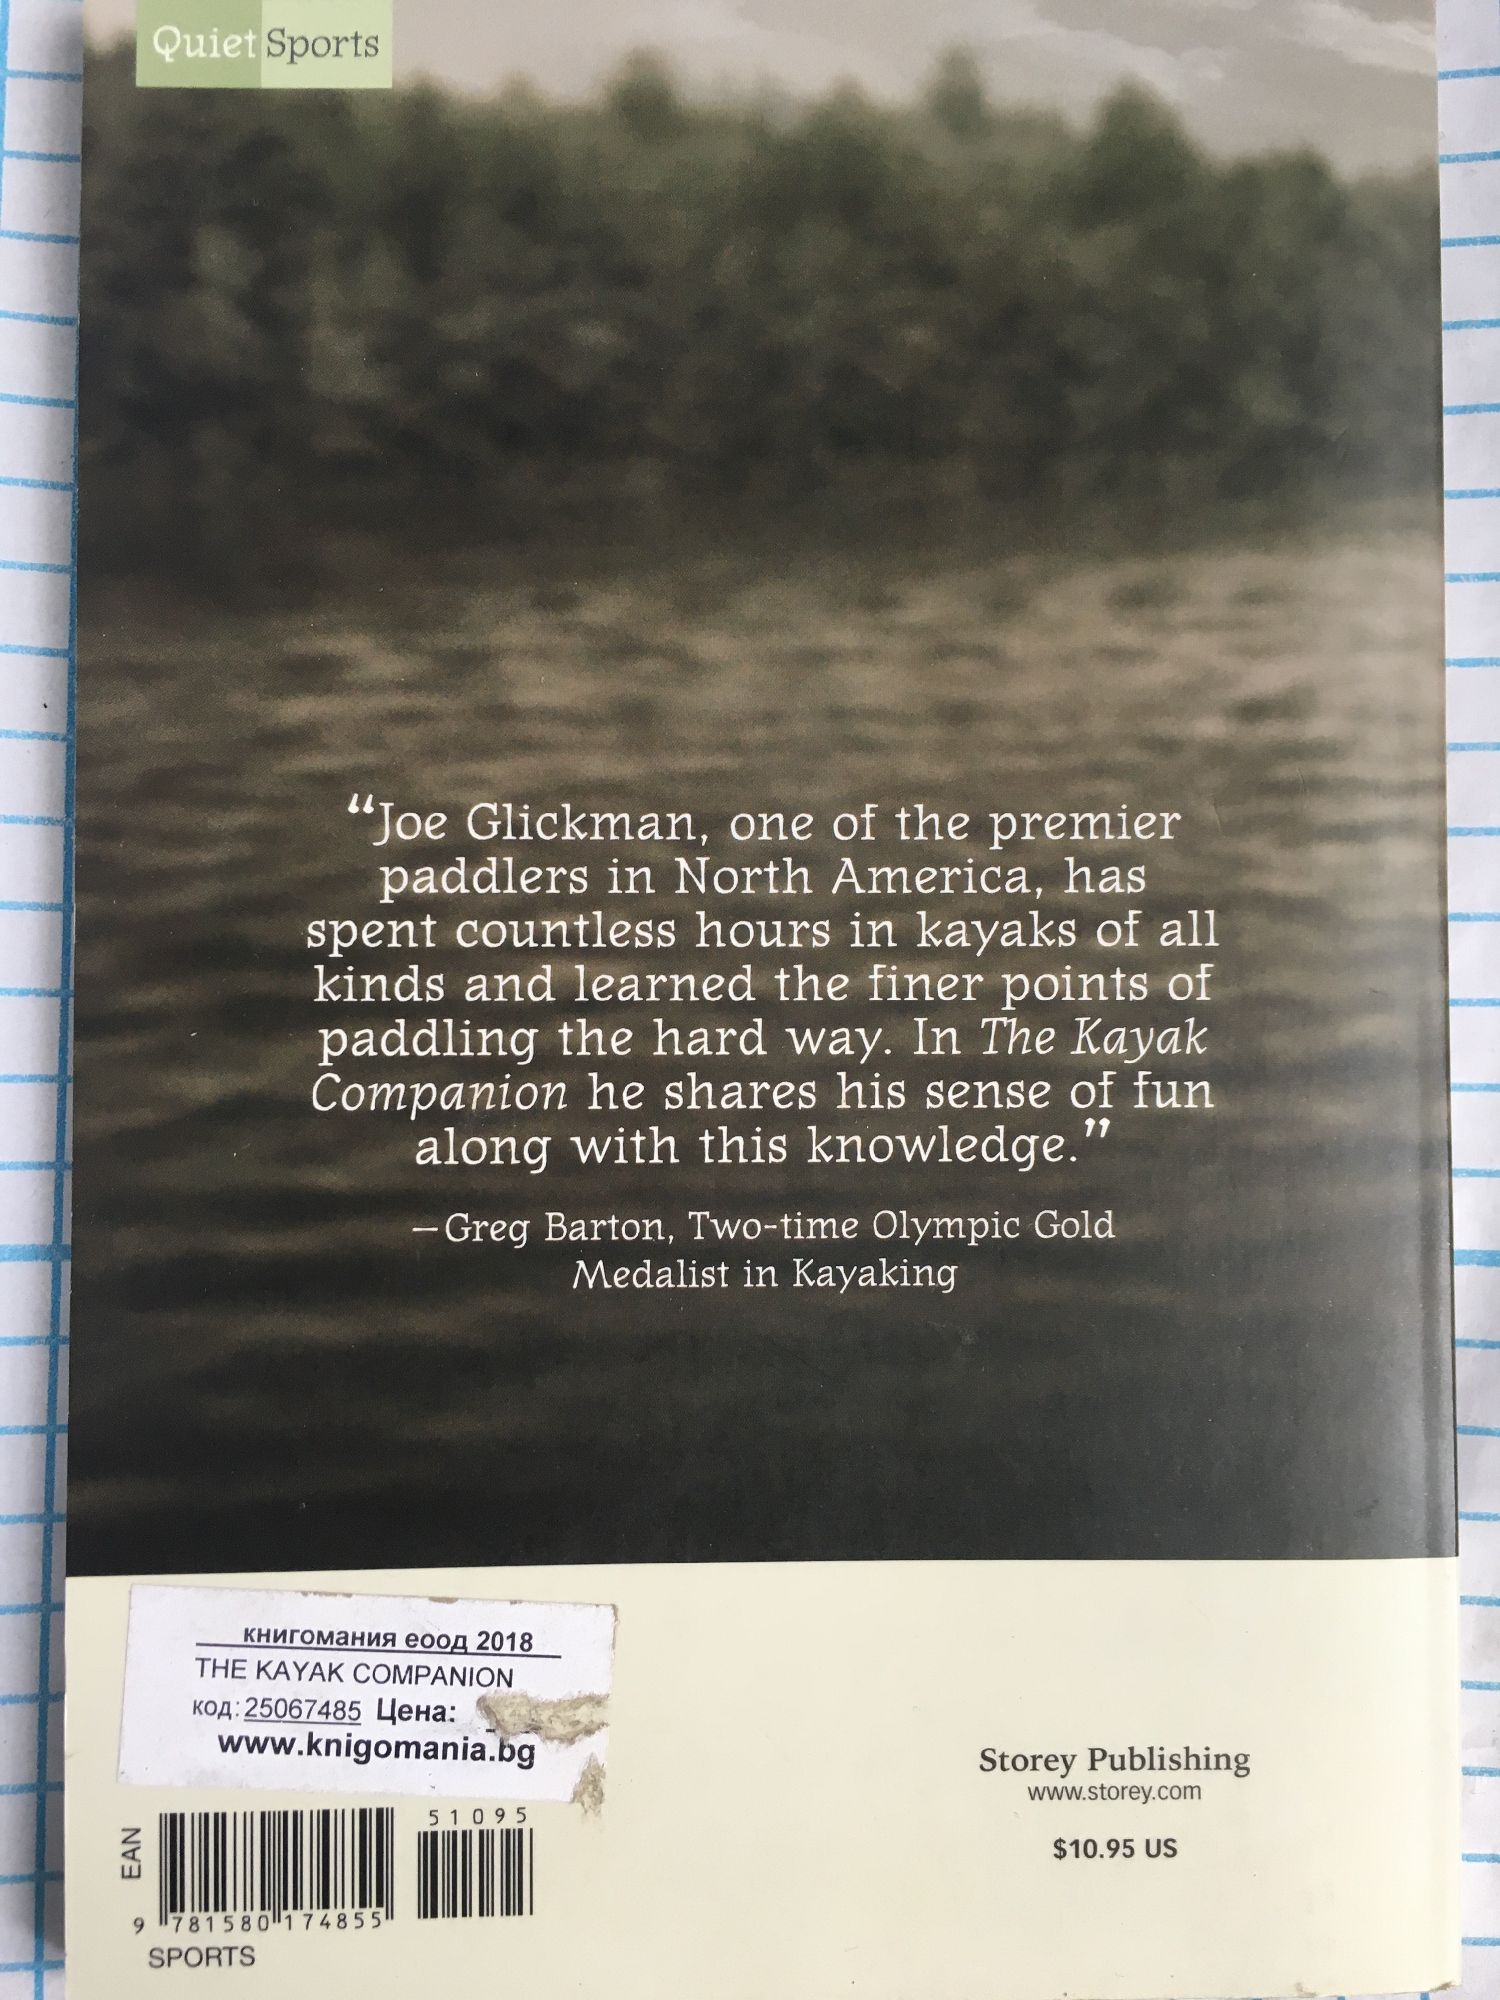 Quiet Sports
“Joe Glickman, one of the premier
paddlers in North America, has
spent countless hours in kayaks of all
kinds and learned the finer points of
paddling the hard way. In The Kayak
Companion he shares his sense of fun
along with this knowledge.”
—Greg Barton, Two-time Olympic Gold
Medalist in Kayaking
книгомания еоод 2018
THE KAYAK COMPANION
код:25067485 Цена:
www.knigomania.bg
Storey Publishing
www.storey.com
$10.95 US
EAN
51095
9 781580 174855
SPORTS